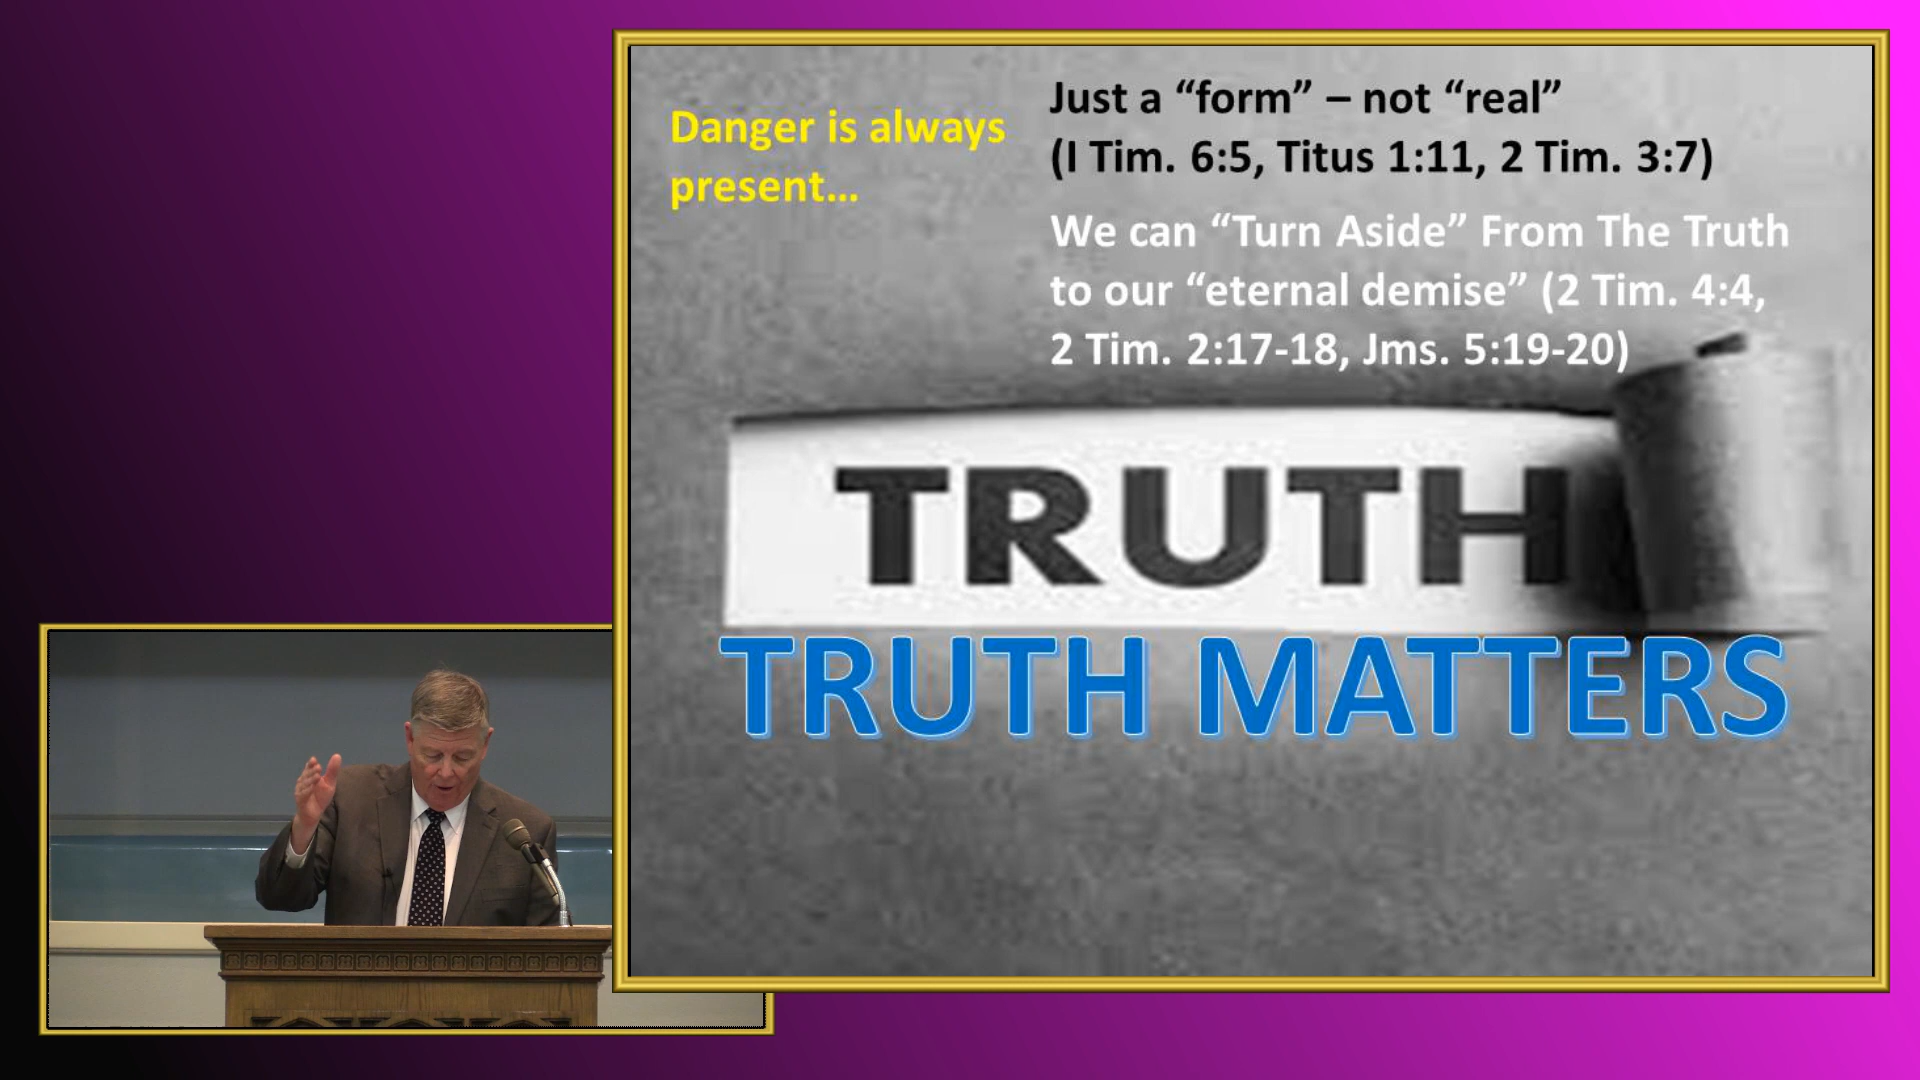 Danger is always
present...
Just a “form” – not “real”
(I Tim. 6:5, Titus 1:11, 2 Tim. 3:7)
We can “Turn Aside” From The Truth
to our “eternal demise” (2 Tim. 4:4,
2 Tim. 2:17-18, Jms. 5:19-20)
TRUTH
TRUTH MATTERS